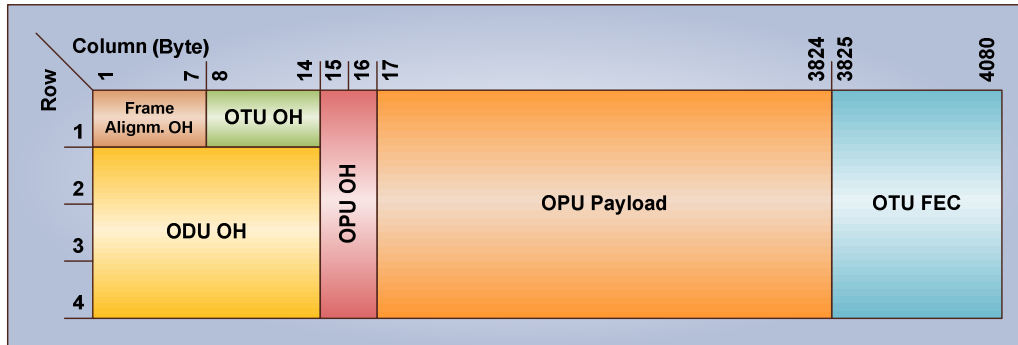 Column (Byte)
Row
1 7 8 14 15 16 17 3824 3825 4080
1
2
3
4
Frame
Alignm. OH
OTU OH
ODU OH
OPU OH
OPU Payload
OTU FEC